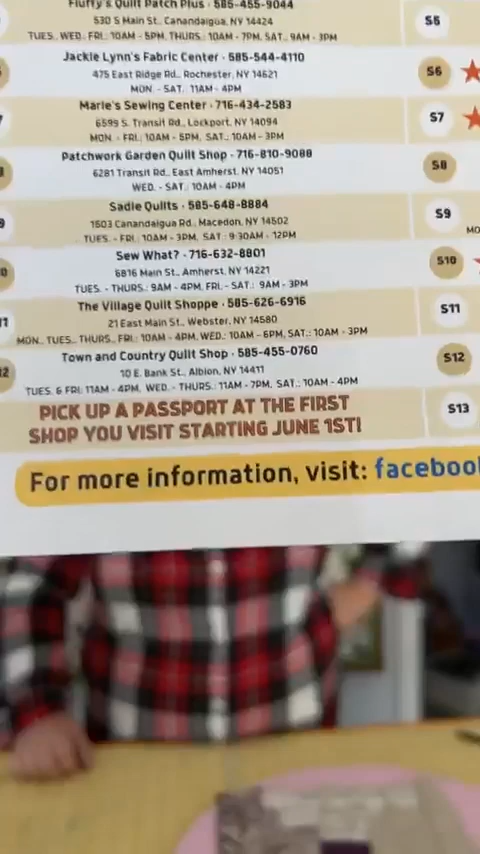 Fluffy's Quilt Patch Plus · 585-455-9044
530 S Main St., Canandaigua, NY 14424
TUES., WED., FRI.: 10AM - 5PM, THURS.: 10AM - 7PM, SAT.: 9AM - 3PM
S5
Jackie Lynn's Fabric Center · 585-544-4110
475 East Ridge Rd., Rochester, NY 14621
MON. - SAT.: 11AM - 4PM
S6
Marie's Sewing Center · 716-434-2583
6599 S. Transit Rd., Lockport, NY 14094
MON. - FRI.: 10AM - 5PM, SAT.: 10AM - 3PM
S7
Patchwork Garden Quilt Shop · 716-810-9088
6281 Transit Rd., East Amherst, NY 14051
WED. - SAT.: 10AM - 4PM
S8
Sadie Quilts · 585-648-8884
1603 Canandaigua Rd., Macedon, NY 14502
TUES. - FRI.: 10AM - 3PM, SAT.: 9:30AM - 12PM
S9
MO
Sew What? · 716-632-8801
6816 Main St., Amherst, NY 14221
TUES. - THURS.: 9AM - 4PM, FRI. - SAT.: 9AM - 3PM
S10
The Village Quilt Shoppe · 585-626-6916
21 East Main St., Webster, NY 14580
MON., TUES., THURS., FRI.: 10AM - 4PM, WED.: 10AM - 6PM, SAT.: 10AM - 3PM
S11
Town and Country Quilt Shop · 585-455-0760
10 E. Bank St., Albion, NY 14411
TUES. & FRI: 11AM - 4PM, WED. - THURS.: 11AM - 7PM, SAT.: 10AM - 4PM
S12
PICK UP A PASSPORT AT THE FIRST
SHOP YOU VISIT STARTING JUNE 1ST!
S13
For more information, visit: facebook